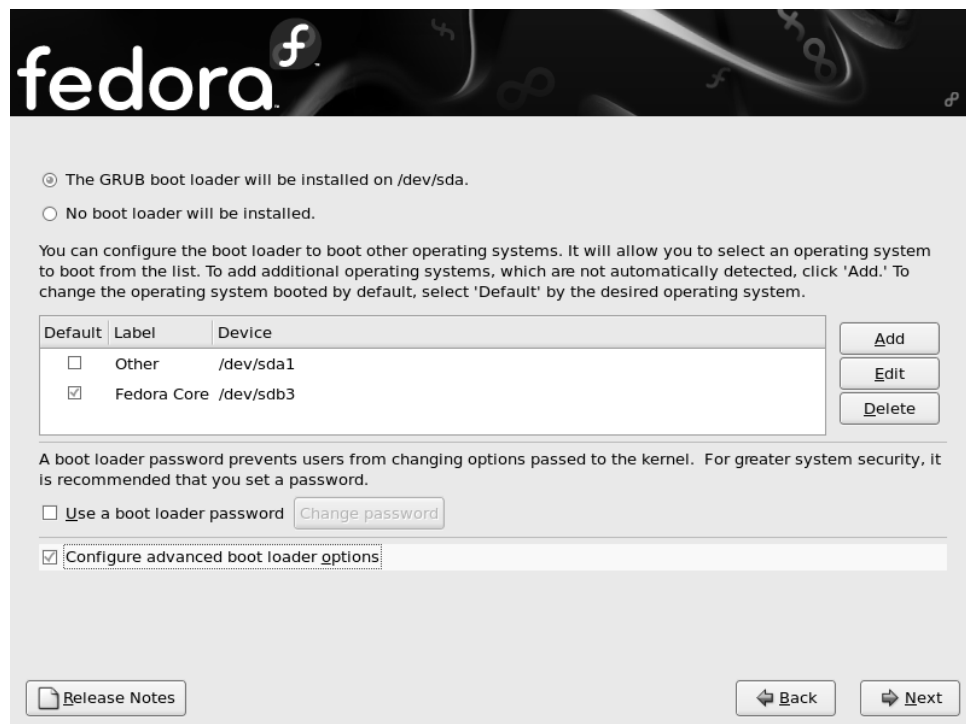 fedora
The GRUB boot loader will be installed on /dev/sda.
No boot loader will be installed.
You can configure the boot loader to boot other operating systems. It will allow you to select an operating system
to boot from the list. To add additional operating systems, which are not automatically detected, click 'Add.' To
change the operating system booted by default, select 'Default' by the desired operating system.
Default Label Device
Other /dev/sda1
Fedora Core /dev/sdb3
Add
Edit
Delete
A boot loader password prevents users from changing options passed to the kernel.  For greater system security, it
is recommended that you set a password.
Use a boot loader password Change password
Configure advanced boot loader options
Release Notes Back Next